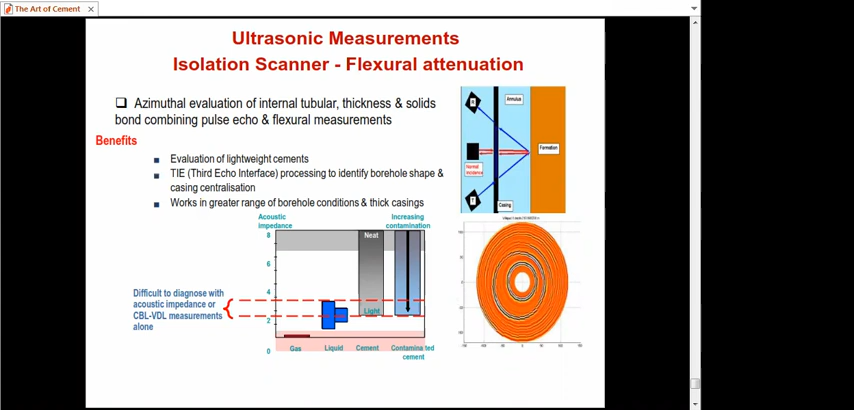 The Art of Cement
Ultrasonic Measurements
Isolation Scanner - Flexural attenuation
Azimuthal evaluation of internal tubular, thickness & solids
bond combining pulse echo & flexural measurements
Benefits
Evaluation of lightweight cements
TIE (Third Echo Interface) processing to identify borehole shape &
casing centralisation
Works in greater range of borehole conditions & thick casings
R
Annulus
Formation
Normal
incidence
T
Casing
Acoustic
impedance
Increasing
contamination
8
Neat
6
4
Difficult to diagnose with
acoustic impedance or
CBL-VDL measurements
alone
Light
2
0
Gas
Liquid
Cement
Contaminated
cement